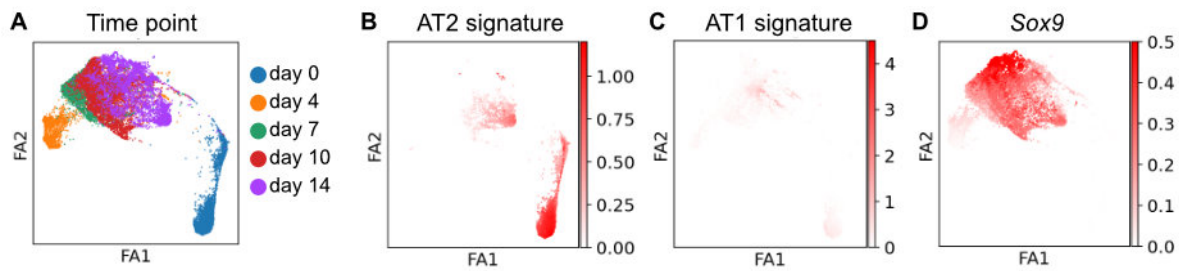 A Time point
FA2
FA1
day 0
day 4
day 7
day 10
day 14
B AT2 signature
FA2
FA1
1.00
0.75
0.50
0.25
0.00
C AT1 signature
FA2
FA1
4
3
2
1
0
D Sox9
FA2
FA1
0.5
0.4
0.3
0.2
0.1
0.0